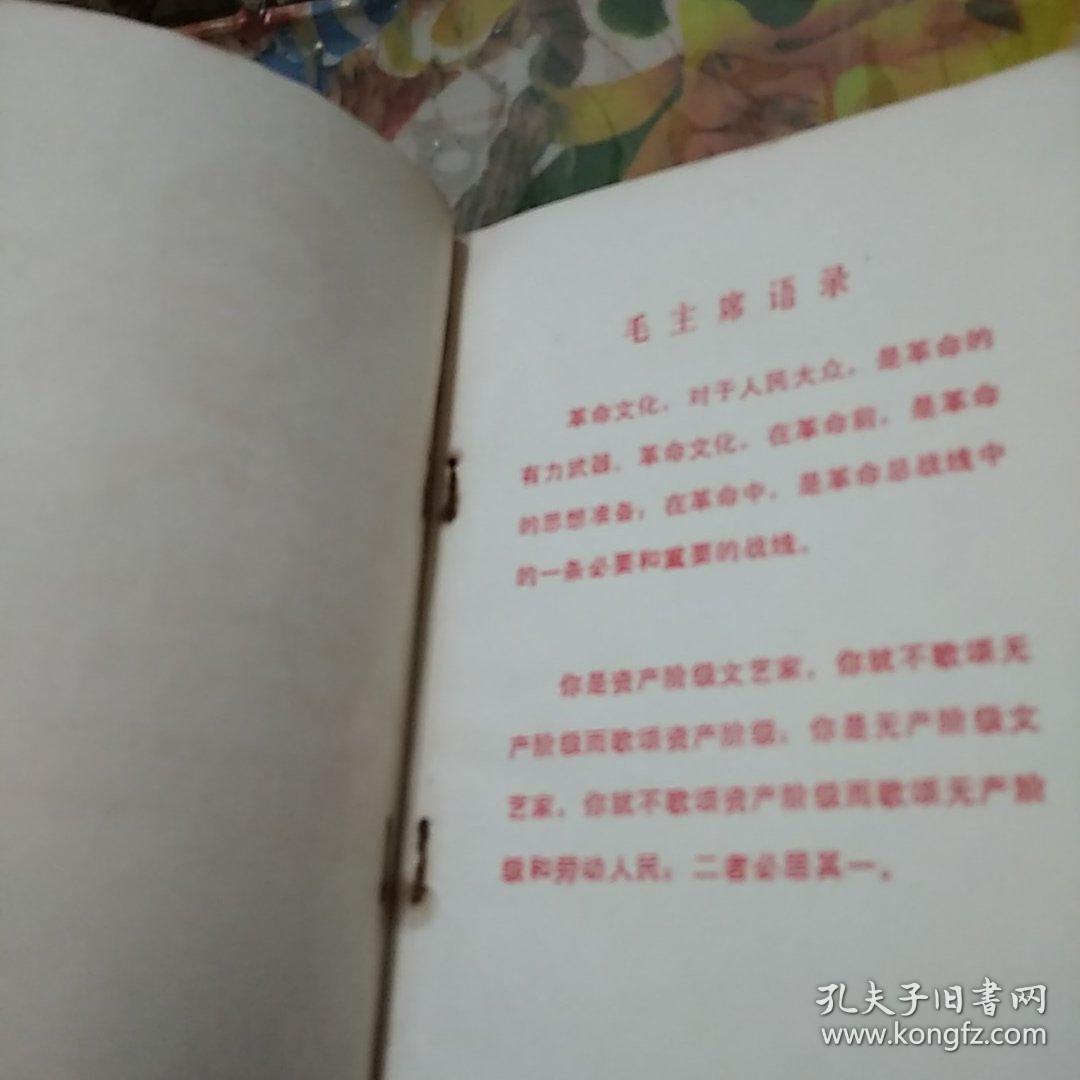 毛主席语录
革命文化，对于人民大众，是革命的
有力武器。革命文化，在革命前，是革命
的思想准备；在革命中，是革命总战线中
的一条必要和重要的战线。
你是资产阶级文艺家，你就不歌颂无
产阶级而歌颂资产阶级；你是无产阶级文
艺家，你就不歌颂资产阶级而歌颂无产阶
级和劳动人民：二者必居其一。
孔夫子旧書网
www.kongfz.com